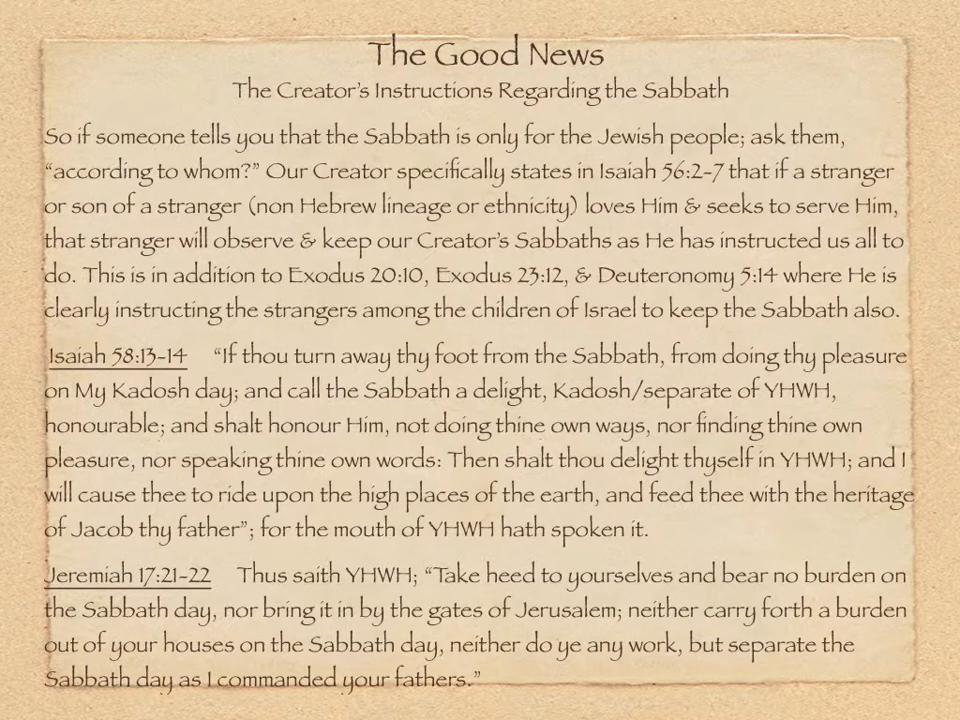 The Good News
The Creator's Instructions Regarding the Sabbath
So if someone tells you that the Sabbath is only for the Jewish people; ask them,
“according to whom?” Our Creator specifically states in Isaiah 56:2-7 that if a stranger
or son of a stranger (non Hebrew lineage or ethnicity) loves Him & seeks to serve Him,
that stranger will observe & keep our Creator's Sabbaths as He has instructed us all to
do. This is in addition to Exodus 20:10, Exodus 23:12, & Deuteronomy 5:14 where He is
clearly instructing the strangers among the children of Israel to keep the Sabbath also.
Isaiah 58:13-14 “If thou turn away thy foot from the Sabbath, from doing thy pleasure
on My Kadosh day; and call the Sabbath a delight, Kadosh/separate of YHWH,
honourable; and shalt honour Him, not doing thine own ways, nor finding thine own
pleasure, nor speaking thine own words: Then shalt thou delight thyself in YHWH; and I
will cause thee to ride upon the high places of the earth, and feed thee with the heritage
of Jacob thy father”; for the mouth of YHWH hath spoken it.
Jeremiah 17:21-22 Thus saith YHWH; “Take heed to yourselves and bear no burden on
the Sabbath day, nor bring it in by the gates of Jerusalem; neither carry forth a burden
out of your houses on the Sabbath day, neither do ye any work, but separate the
Sabbath day as I commanded your fathers.”